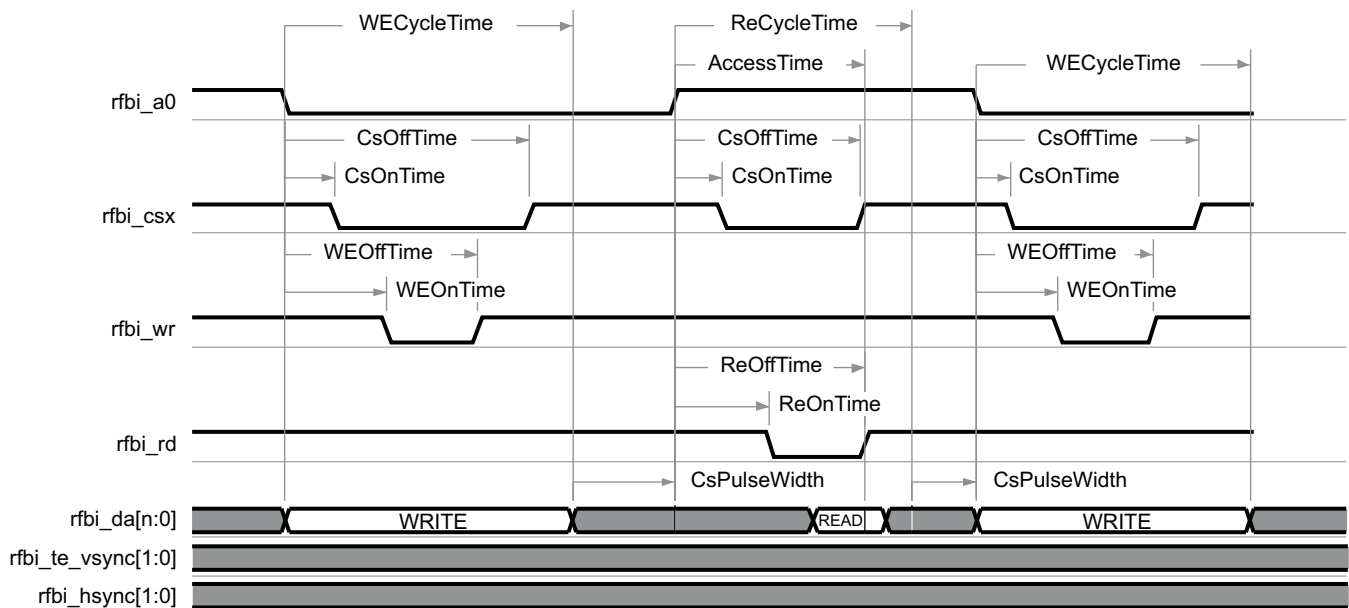 WECycleTime ReCycleTime
AccessTime WECycleTime
rfbi_a0
CsOffTime CsOffTime CsOffTime
CsOnTime CsOnTime CsOnTime
rfbi_csx
WEOffTime WEOffTime
WEOnTime WEOnTime
rfbi_wr
ReOffTime
ReOnTime
rfbi_rd
CsPulseWidth CsPulseWidth
rfbi_da[n:0] WRITE READ WRITE
rfbi_te_vsync[1:0]
rfbi_hsync[1:0]